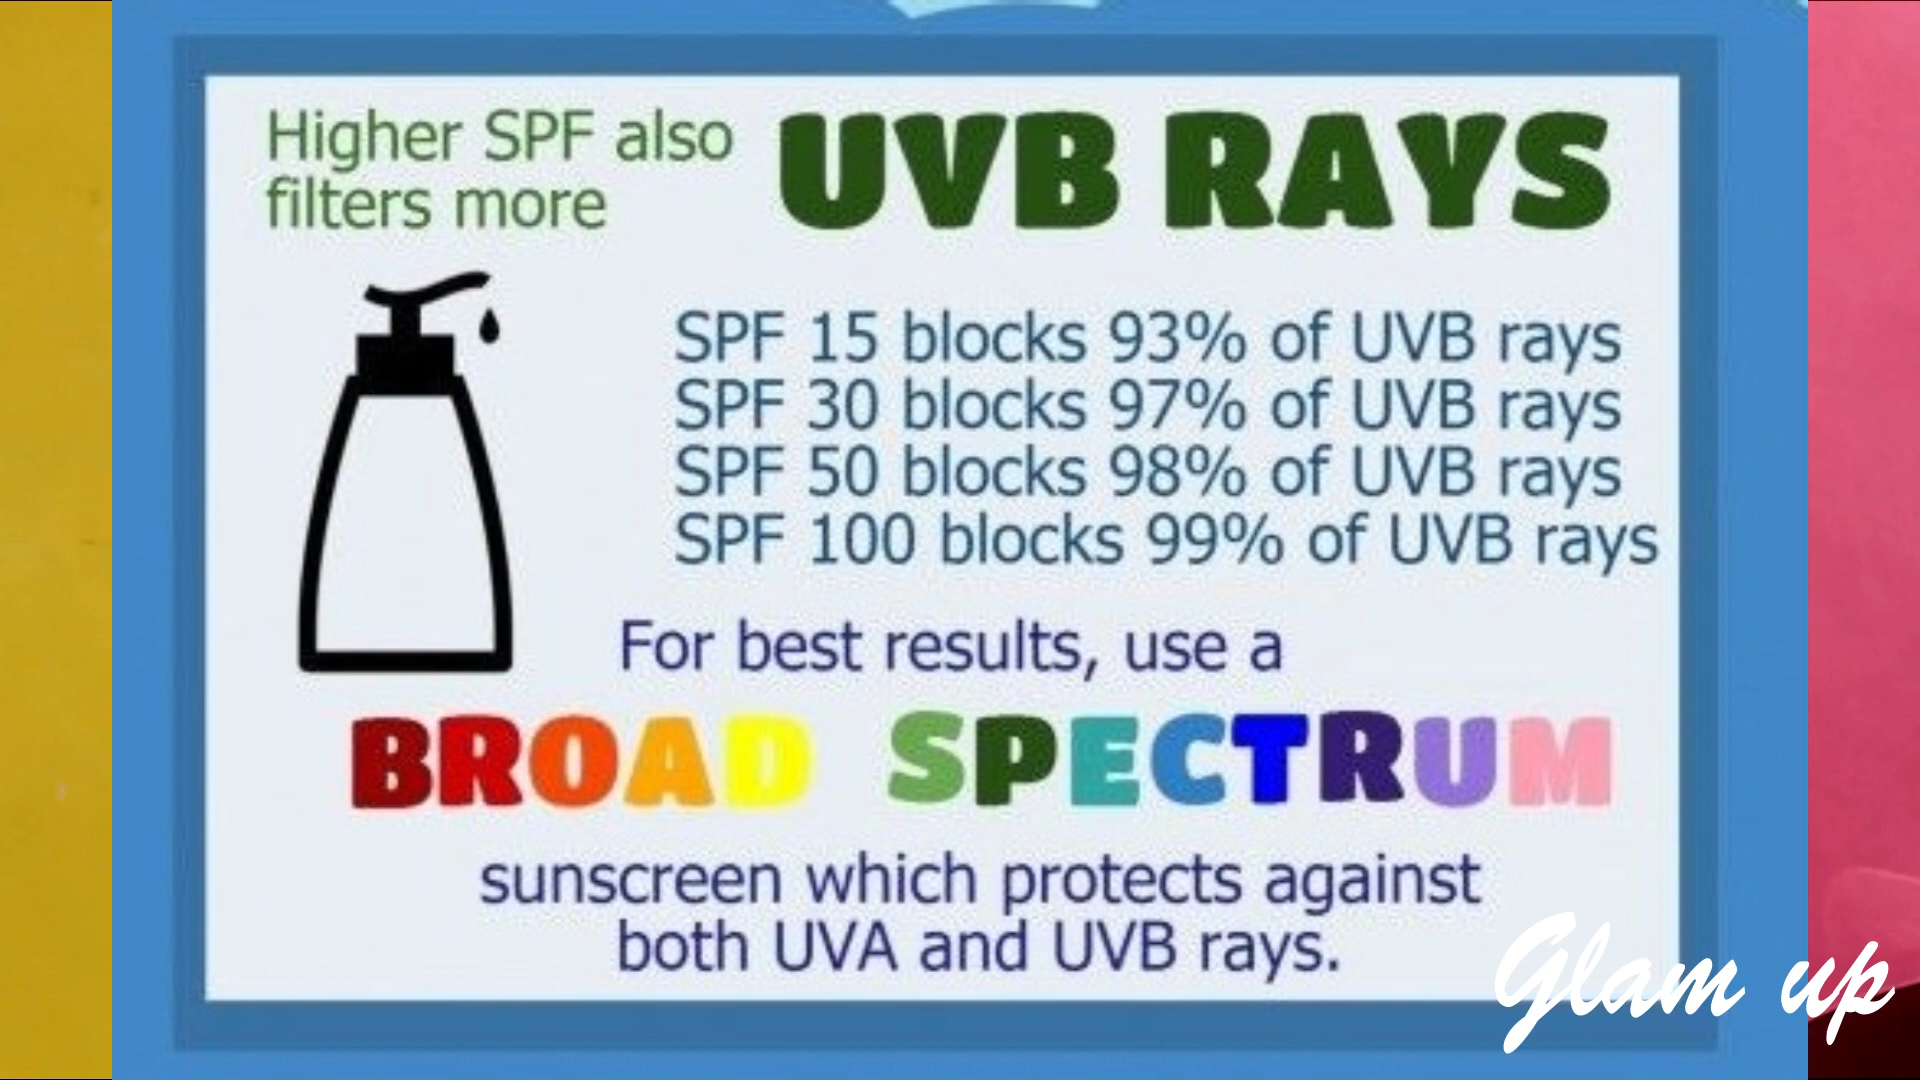 Higher SPF also
filters more
UVB RAYS
SPF 15 blocks 93% of UVB rays
SPF 30 blocks 97% of UVB rays
SPF 50 blocks 98% of UVB rays
SPF 100 blocks 99% of UVB rays
For best results, use a
BROAD SPECTRUM
sunscreen which protects against
both UVA and UVB rays.
Glam up